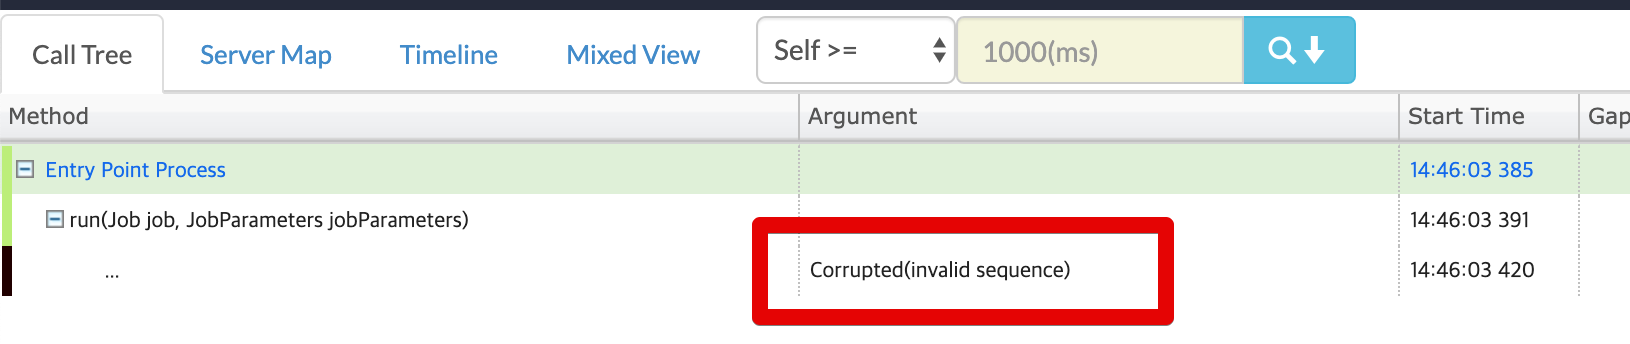 Call Tree Server Map Timeline Mixed View Self >= 1000(ms)
Method Argument Start Time Gap
Entry Point Process 14:46:03 385
run(Job job, JobParameters jobParameters) 14:46:03 391
... Corrupted(invalid sequence) 14:46:03 420